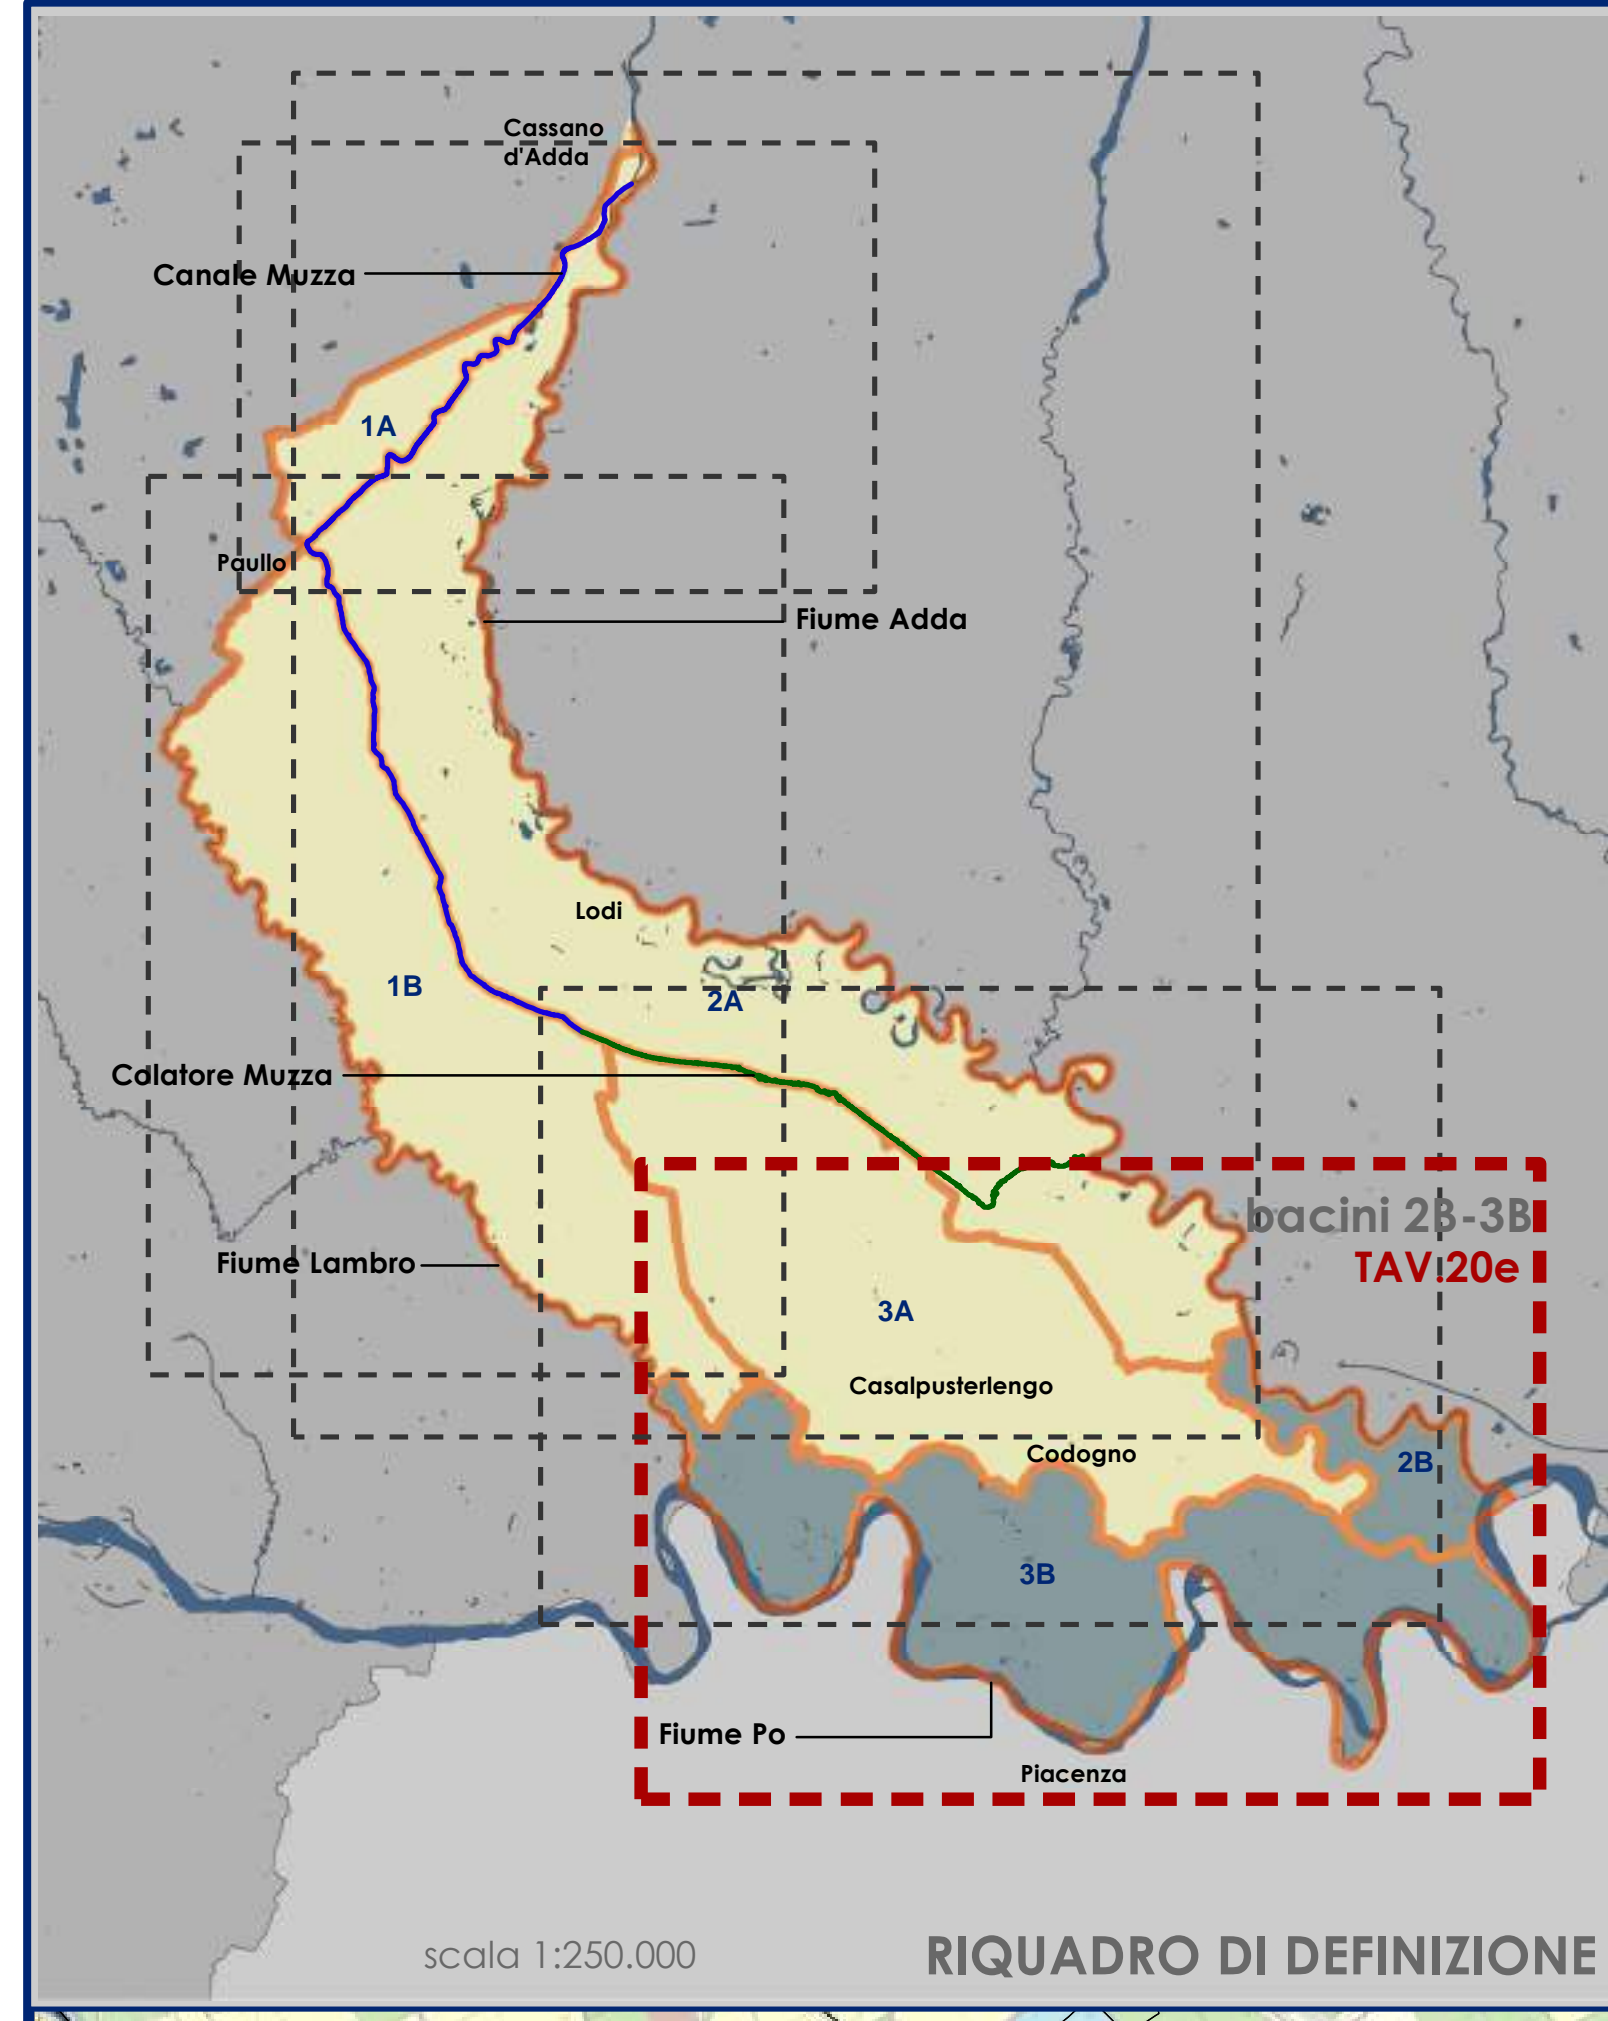 Cassano
d'Adda
Canale Muzza
1A
Paullo
Fiume Adda
Lodi
1B
2A
Calatore Muzza
bacini 2B-3B
TAV.20e
Fiume Lambro
3A
Casalpusterlengo
Codogno
2B
3B
Fiume Po
Piacenza
scala 1:250.000
RIQUADRO DI DEFINIZIONE